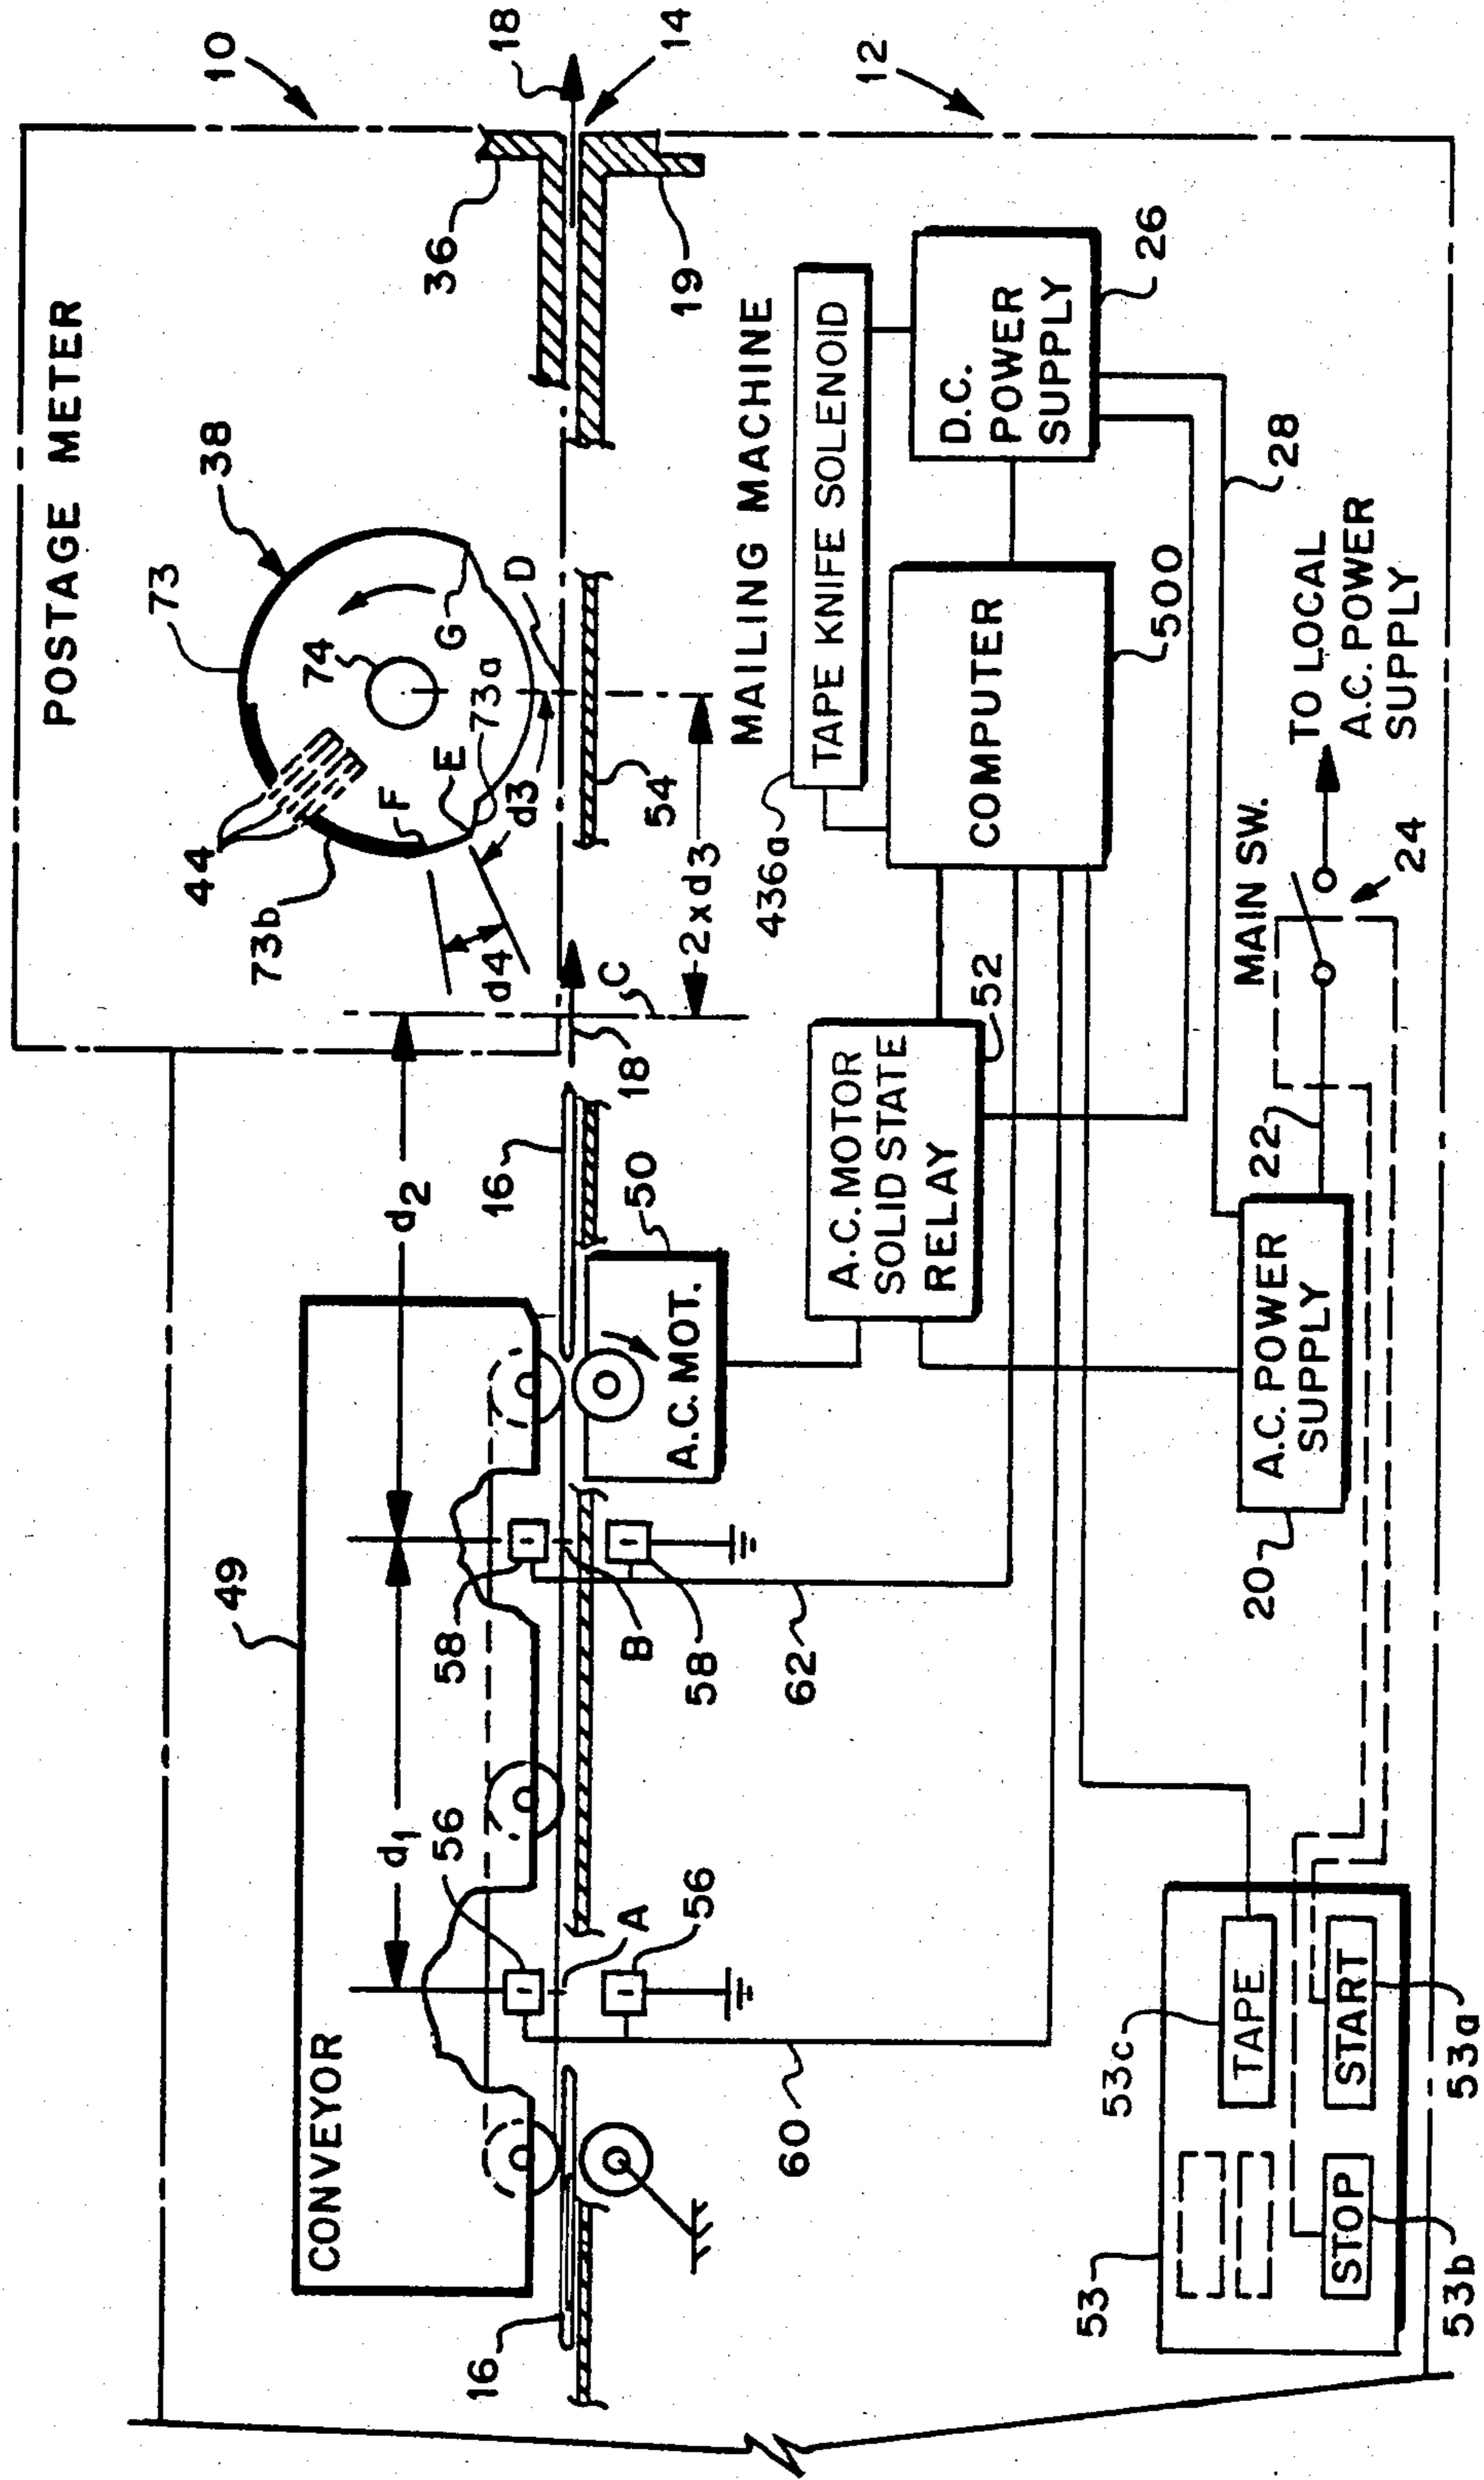 10
POSTAGE METER
18
14
12
36
19
38
73
74
G
D
73a
E
F
d3
44
73b
d4
54
2xd3
C
18
MAILING MACHINE
TAPE KNIFE SOLENOID
436a
D.C.
POWER
SUPPLY
26
28
COMPUTER
500
TO LOCAL
A.C. POWER
SUPPLY
MAIN SW.
24
22
A.C. MOTOR
SOLID STATE
RELAY
52
A.C. POWER
SUPPLY
20
d2
16
50
A.C. MOT.
49
CONVEYOR
58
B
58
62
d1
56
A
56
60
16
53
53c
TAPE
START
53a
STOP
53b